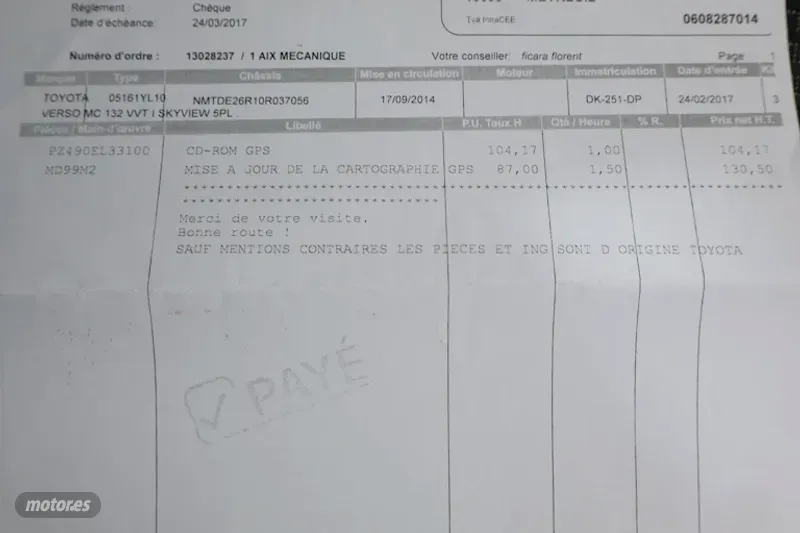 Règlement : Chèque
Date d'échéance: 24/03/2017
Tva IntraCEE 0608287014
Numéro d'ordre : 13028237 / 1 AIX MECANIQUE Votre conseiller: ficara florent Page 1
Marque Type Châssis Mise en circulation Moteur Immatriculation Date d'entrée
TOYOTA 05161YL10 NMTDE26R10R037056 17/09/2014 DK-251-DP 24/02/2017 3
VERSO MC 132 VVT I SKYVIEW 5PL
Pièces / Main-d'œuvre Libellé P.U. Taux H Qté / Heure % R. Prix net H.T.
PZ490EL33100 CD-ROM GPS 104,17 1,00 104,17
MD99M2 MISE A JOUR DE LA CARTOGRAPHIE GPS 87,00 1,50 130,50
Merci de votre visite.
Bonne route !
SAUF MENTIONS CONTRAIRES LES PIECES ET ING SONT D ORIGINE TOYOTA
PAYÉ
motor.es